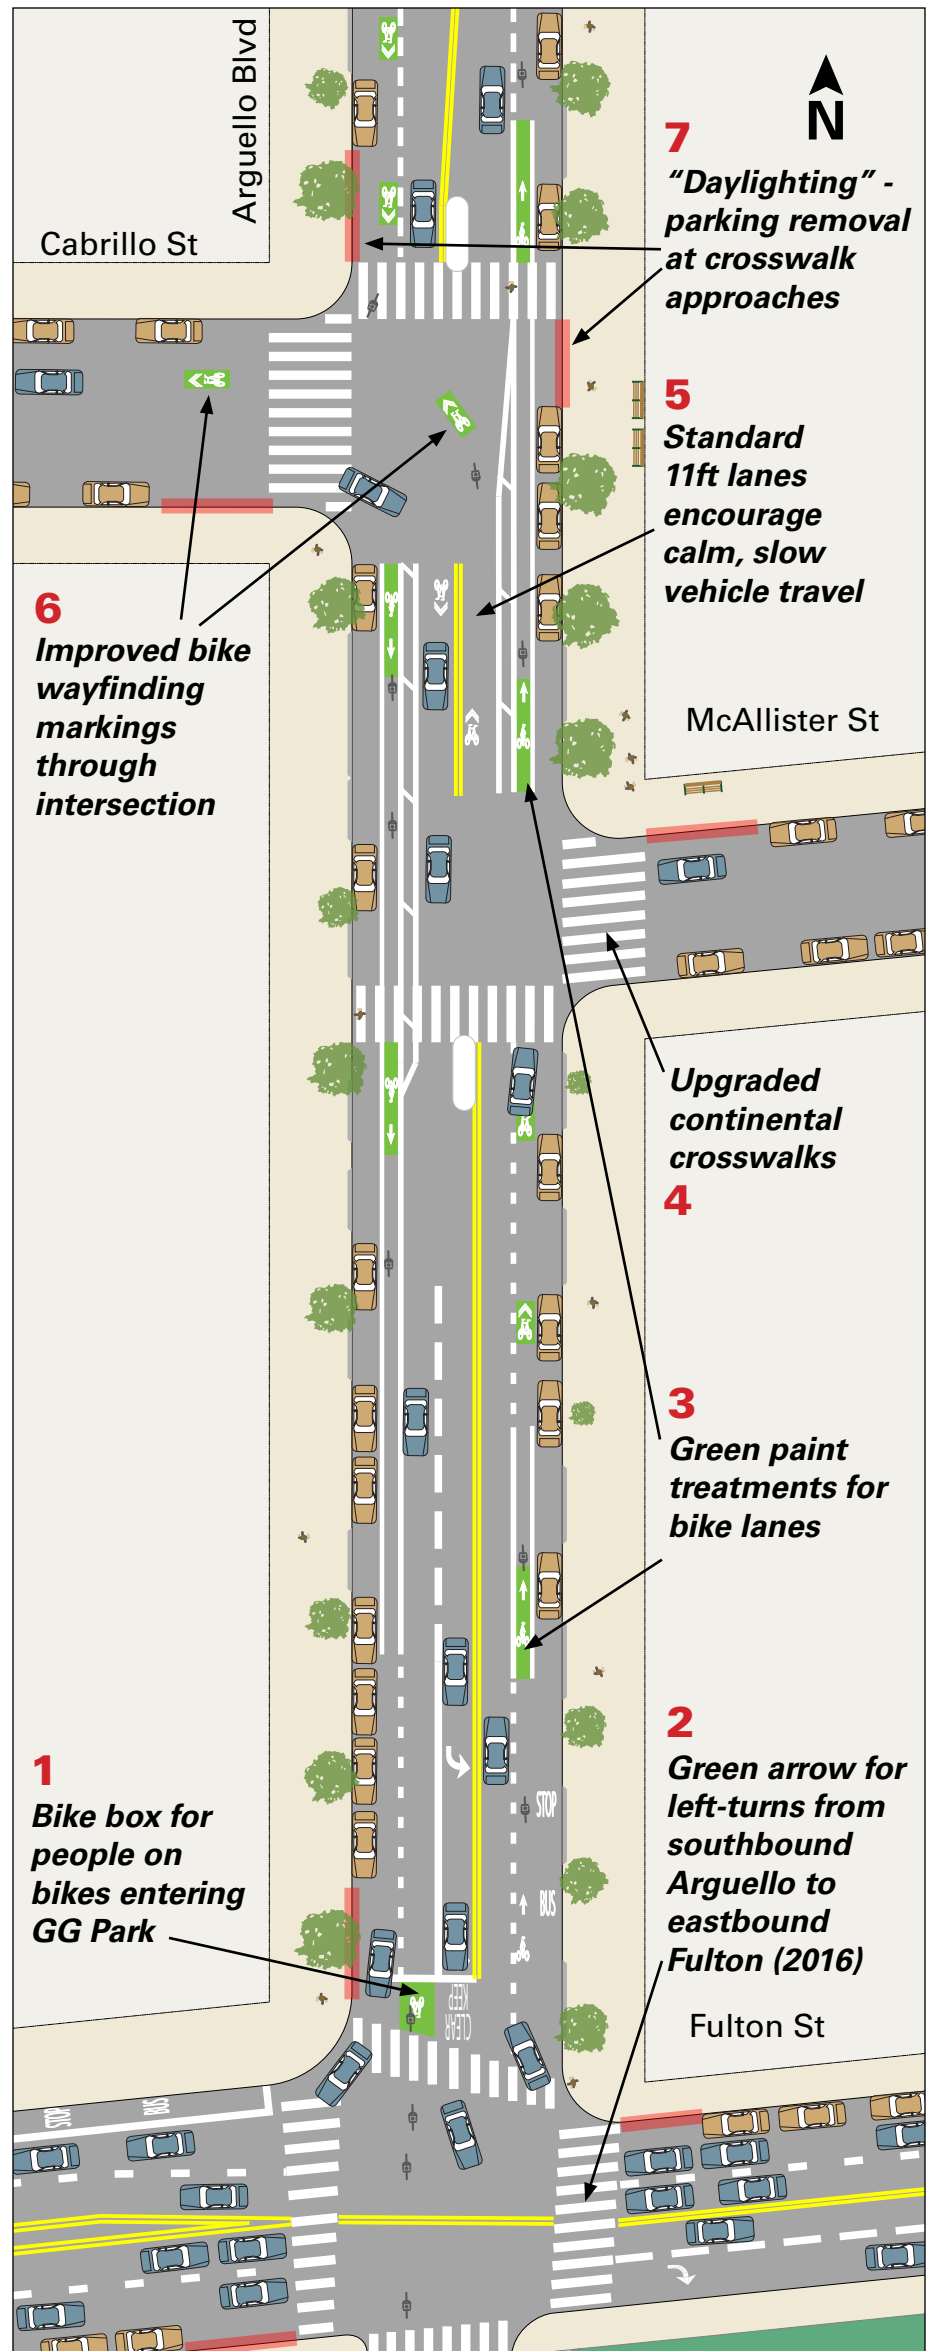 Arguello Blvd
N
7
“Daylighting” -
parking removal
at crosswalk
approaches
Cabrillo St
5
Standard
11ft lanes
encourage
calm, slow
vehicle travel
6
Improved bike
wayfinding
markings
through
intersection
McAllister St
Upgraded
continental
crosswalks
4
3
Green paint
treatments for
bike lanes
2
Green arrow for
left-turns from
southbound
Arguello to
eastbound
Fulton (2016)
1
Bike box for
people on
bikes entering
GG Park
STOP
BUS
KEEP
CLEAR
Fulton St
STOP
BUS